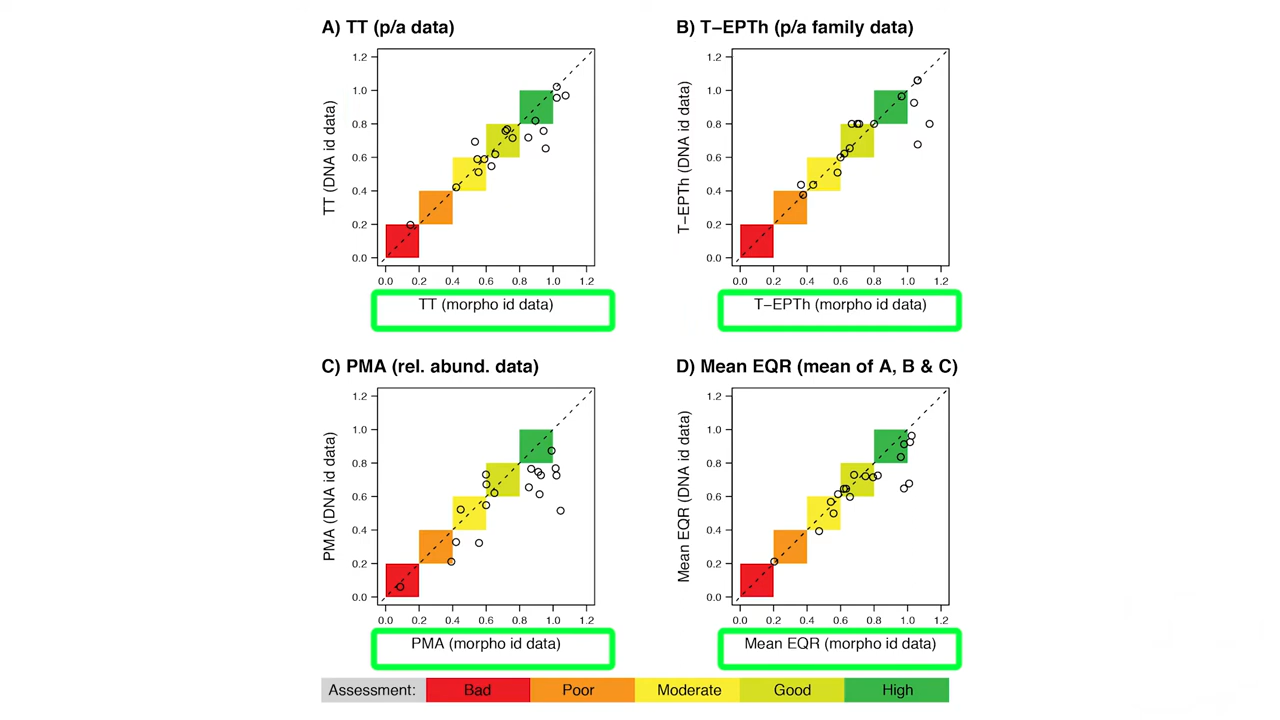 A) TT (p/a data)
B) T−EPTh (p/a family data)
TT (DNA id data)
1.2
1.0
0.8
0.6
0.4
0.2
0.0
0.0 0.2 0.4 0.6 0.8 1.0 1.2
TT (morpho id data)
T−EPTh (DNA id data)
1.2
1.0
0.8
0.6
0.4
0.2
0.0
0.0 0.2 0.4 0.6 0.8 1.0 1.2
T−EPTh (morpho id data)
C) PMA (rel. abund. data)
D) Mean EQR (mean of A, B & C)
PMA (DNA id data)
1.2
1.0
0.8
0.6
0.4
0.2
0.0
0.0 0.2 0.4 0.6 0.8 1.0 1.2
PMA (morpho id data)
Mean EQR (DNA id data)
1.2
1.0
0.8
0.6
0.4
0.2
0.0
0.0 0.2 0.4 0.6 0.8 1.0 1.2
Mean EQR (morpho id data)
Assessment: Bad Poor Moderate Good High